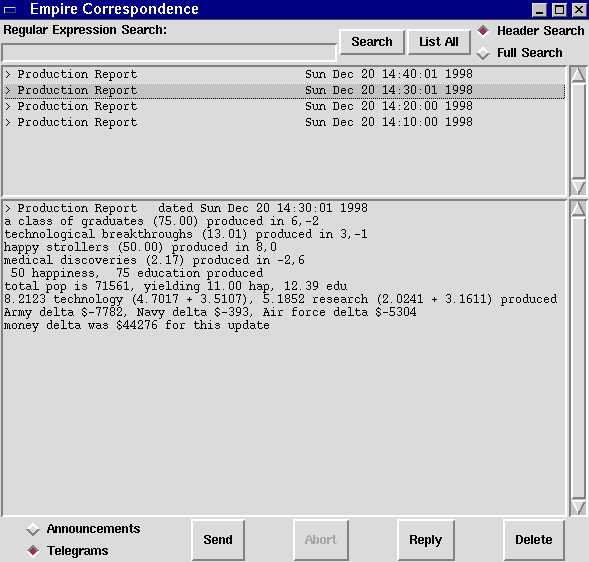 Empire Correspondence
Regular Expression Search:
Search
List All
Header Search
Full Search
> Production Report Sun Dec 20 14:40:01 1998
> Production Report Sun Dec 20 14:30:01 1998
> Production Report Sun Dec 20 14:20:00 1998
> Production Report Sun Dec 20 14:10:00 1998
> Production Report dated Sun Dec 20 14:30:01 1998
a class of graduates (75.00) produced in 6,-2
technological breakthroughs (13.01) produced in 3,-1
happy strollers (50.00) produced in 8,0
medical discoveries (2.17) produced in -2,6
50 happiness, 75 education produced
total pop is 71561, yielding 11.00 hap, 12.39 edu
8.2123 technology (4.7017 + 3.5107), 5.1852 research (2.0241 + 3.1611) produced
Army delta $-7782, Navy delta $-393, Air force delta $-5304
money delta was $44276 for this update
Announcements
Telegrams
Send
Abort
Reply
Delete